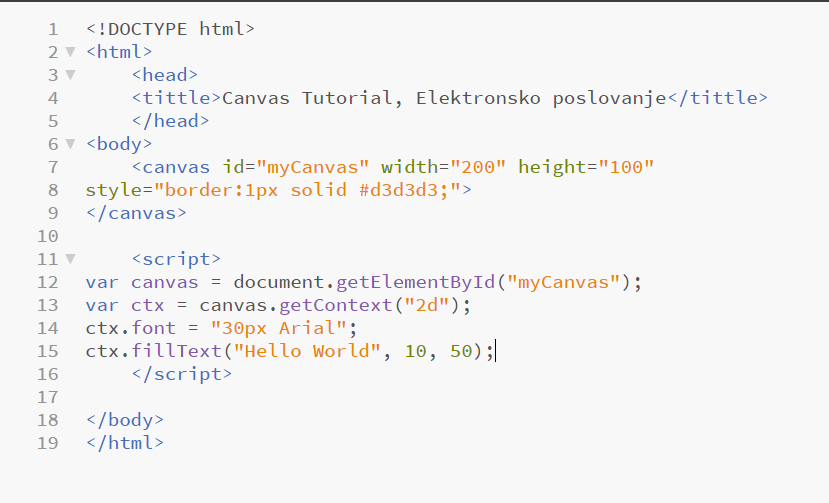 1 <!DOCTYPE html>
2 <html>
3 <head>
4 <tittle>Canvas Tutorial, Elektronsko poslovanje</tittle>
5 </head>
6 <body>
7 <canvas id="myCanvas" width="200" height="100"
8 style="border:1px solid #d3d3d3;">
9 </canvas>
10
11 <script>
12 var canvas = document.getElementById("myCanvas");
13 var ctx = canvas.getContext("2d");
14 ctx.font = "30px Arial";
15 ctx.fillText("Hello World", 10, 50);
16 </script>
17
18 </body>
19 </html>